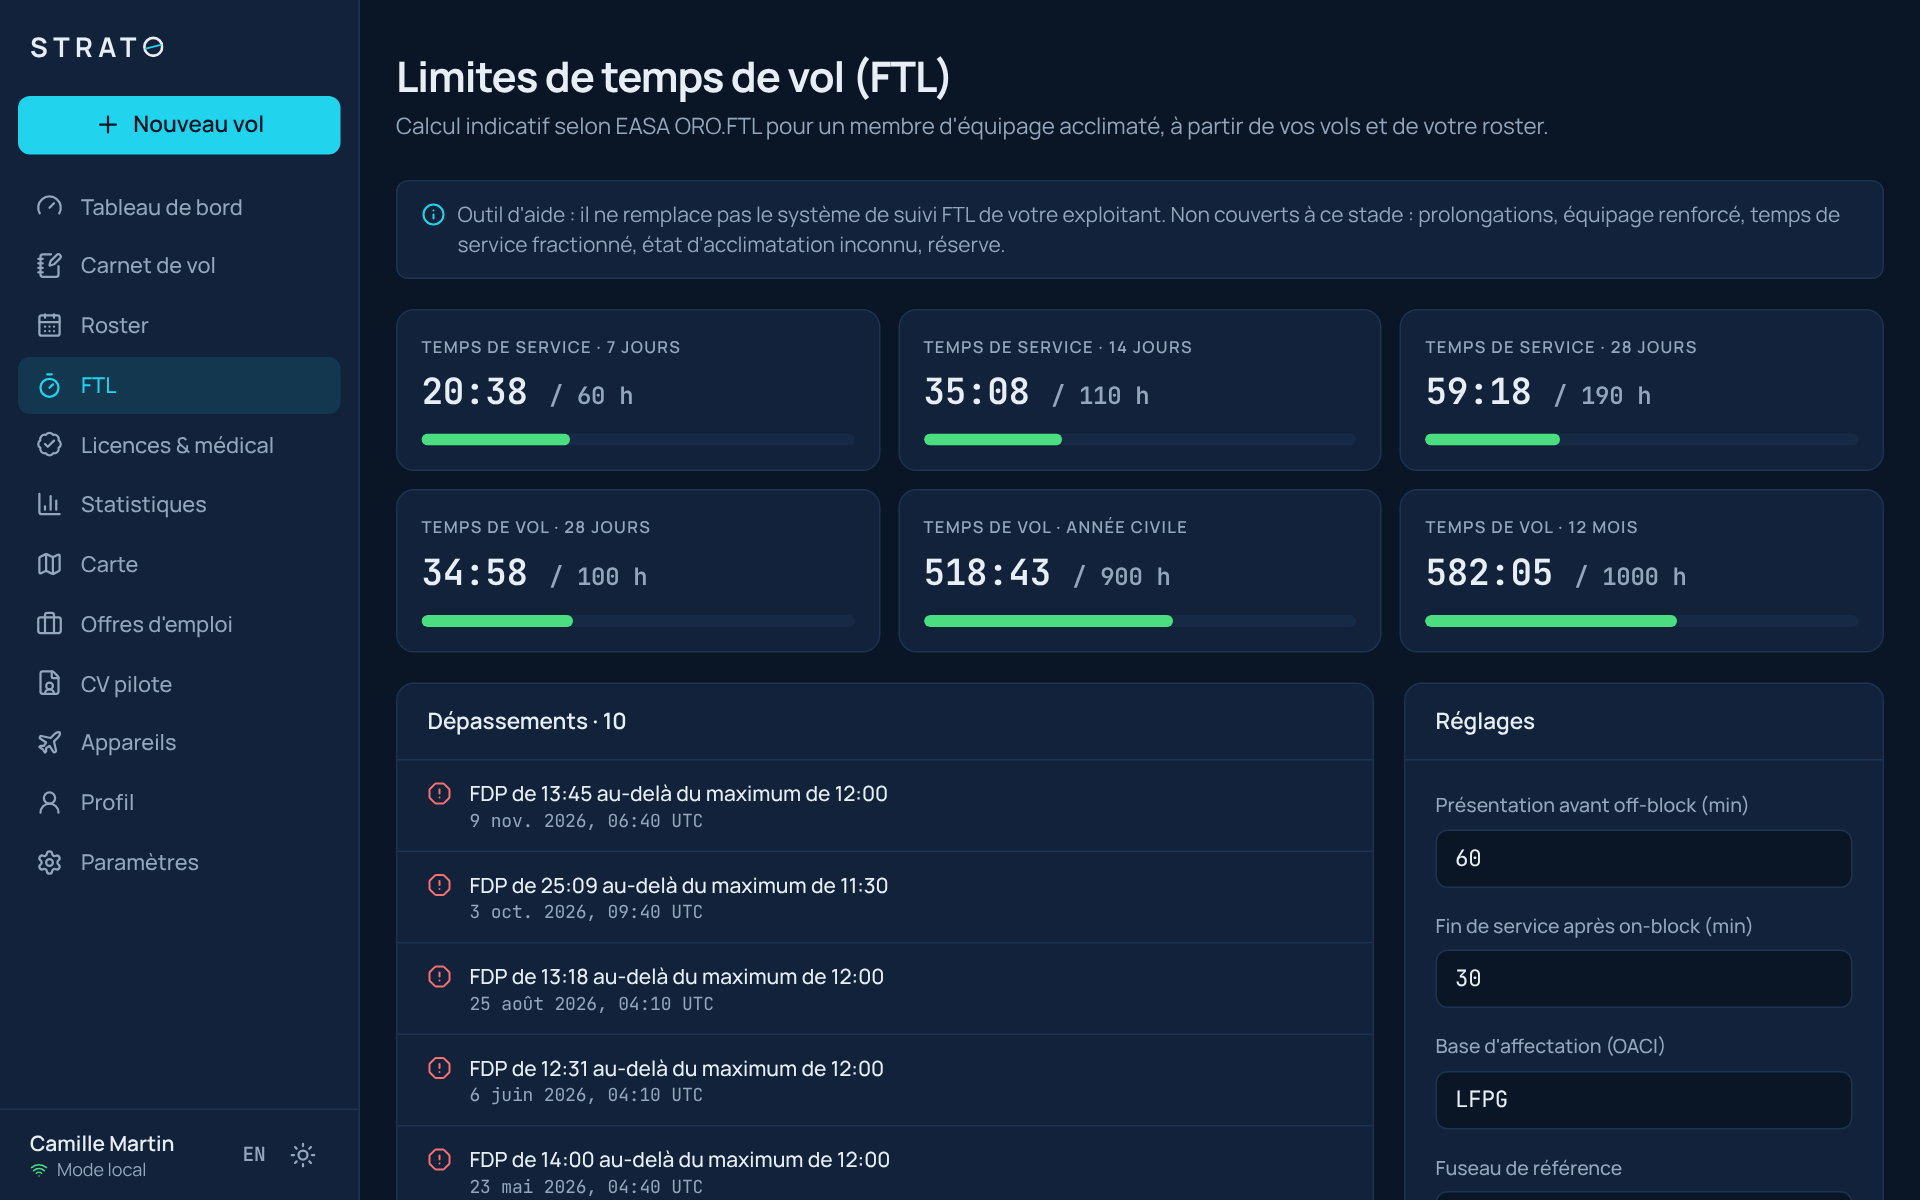 STRATO
+ Nouveau vol
Tableau de bord
Carnet de vol
Roster
FTL
Licences & médical
Statistiques
Carte
Offres d'emploi
CV pilote
Appareils
Profil
Paramètres
Camille Martin
Mode local
EN
Limites de temps de vol (FTL)
Calcul indicatif selon EASA ORO.FTL pour un membre d'équipage acclimaté, à partir de vos vols et de votre roster.
Outil d'aide : il ne remplace pas le système de suivi FTL de votre exploitant. Non couverts à ce stade : prolongations, équipage renforcé, temps de
service fractionné, état d'acclimatation inconnu, réserve.
TEMPS DE SERVICE · 7 JOURS
20:38 / 60 h
TEMPS DE SERVICE · 14 JOURS
35:08 / 110 h
TEMPS DE SERVICE · 28 JOURS
59:18 / 190 h
TEMPS DE VOL · 28 JOURS
34:58 / 100 h
TEMPS DE VOL · ANNÉE CIVILE
518:43 / 900 h
TEMPS DE VOL · 12 MOIS
582:05 / 1000 h
Dépassements · 10
FDP de 13:45 au-delà du maximum de 12:00
9 nov. 2026, 06:40 UTC
FDP de 25:09 au-delà du maximum de 11:30
3 oct. 2026, 09:40 UTC
FDP de 13:18 au-delà du maximum de 12:00
25 août 2026, 04:10 UTC
FDP de 12:31 au-delà du maximum de 12:00
6 juin 2026, 04:10 UTC
FDP de 14:00 au-delà du maximum de 12:00
23 mai 2026, 04:40 UTC
Réglages
Présentation avant off-block (min)
60
Fin de service après on-block (min)
30
Base d'affectation (OACI)
LFPG
Fuseau de référence